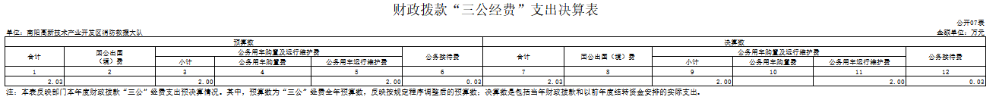 财政拨款“三公经费”支出决算表
公开07表
单位：南阳高新技术产业开发区消防救援大队 金额单位：万元
预算数 决算数
合计 因公出国（境）费 公务用车购置及运行维护费 公务接待费 合计 因公出国（境）费 公务用车购置及运行维护费 公务接待费
小计 公务用车购置费 公务用车运行维护费 小计 公务用车购置费 公务用车运行维护费
1 2 3 4 5 6 7 8 9 10 11 12
2.03 2.00 2.00 0.03 2.03 2.00 2.00 0.03
注：本表反映部门本年度财政拨款“三公”经费支出预决算情况。其中，预算数为“三公”经费全年预算数，反映按规定程序调整后的预算数；决算数是包括当年财政拨款和以前年度结转资金安排的实际支出。